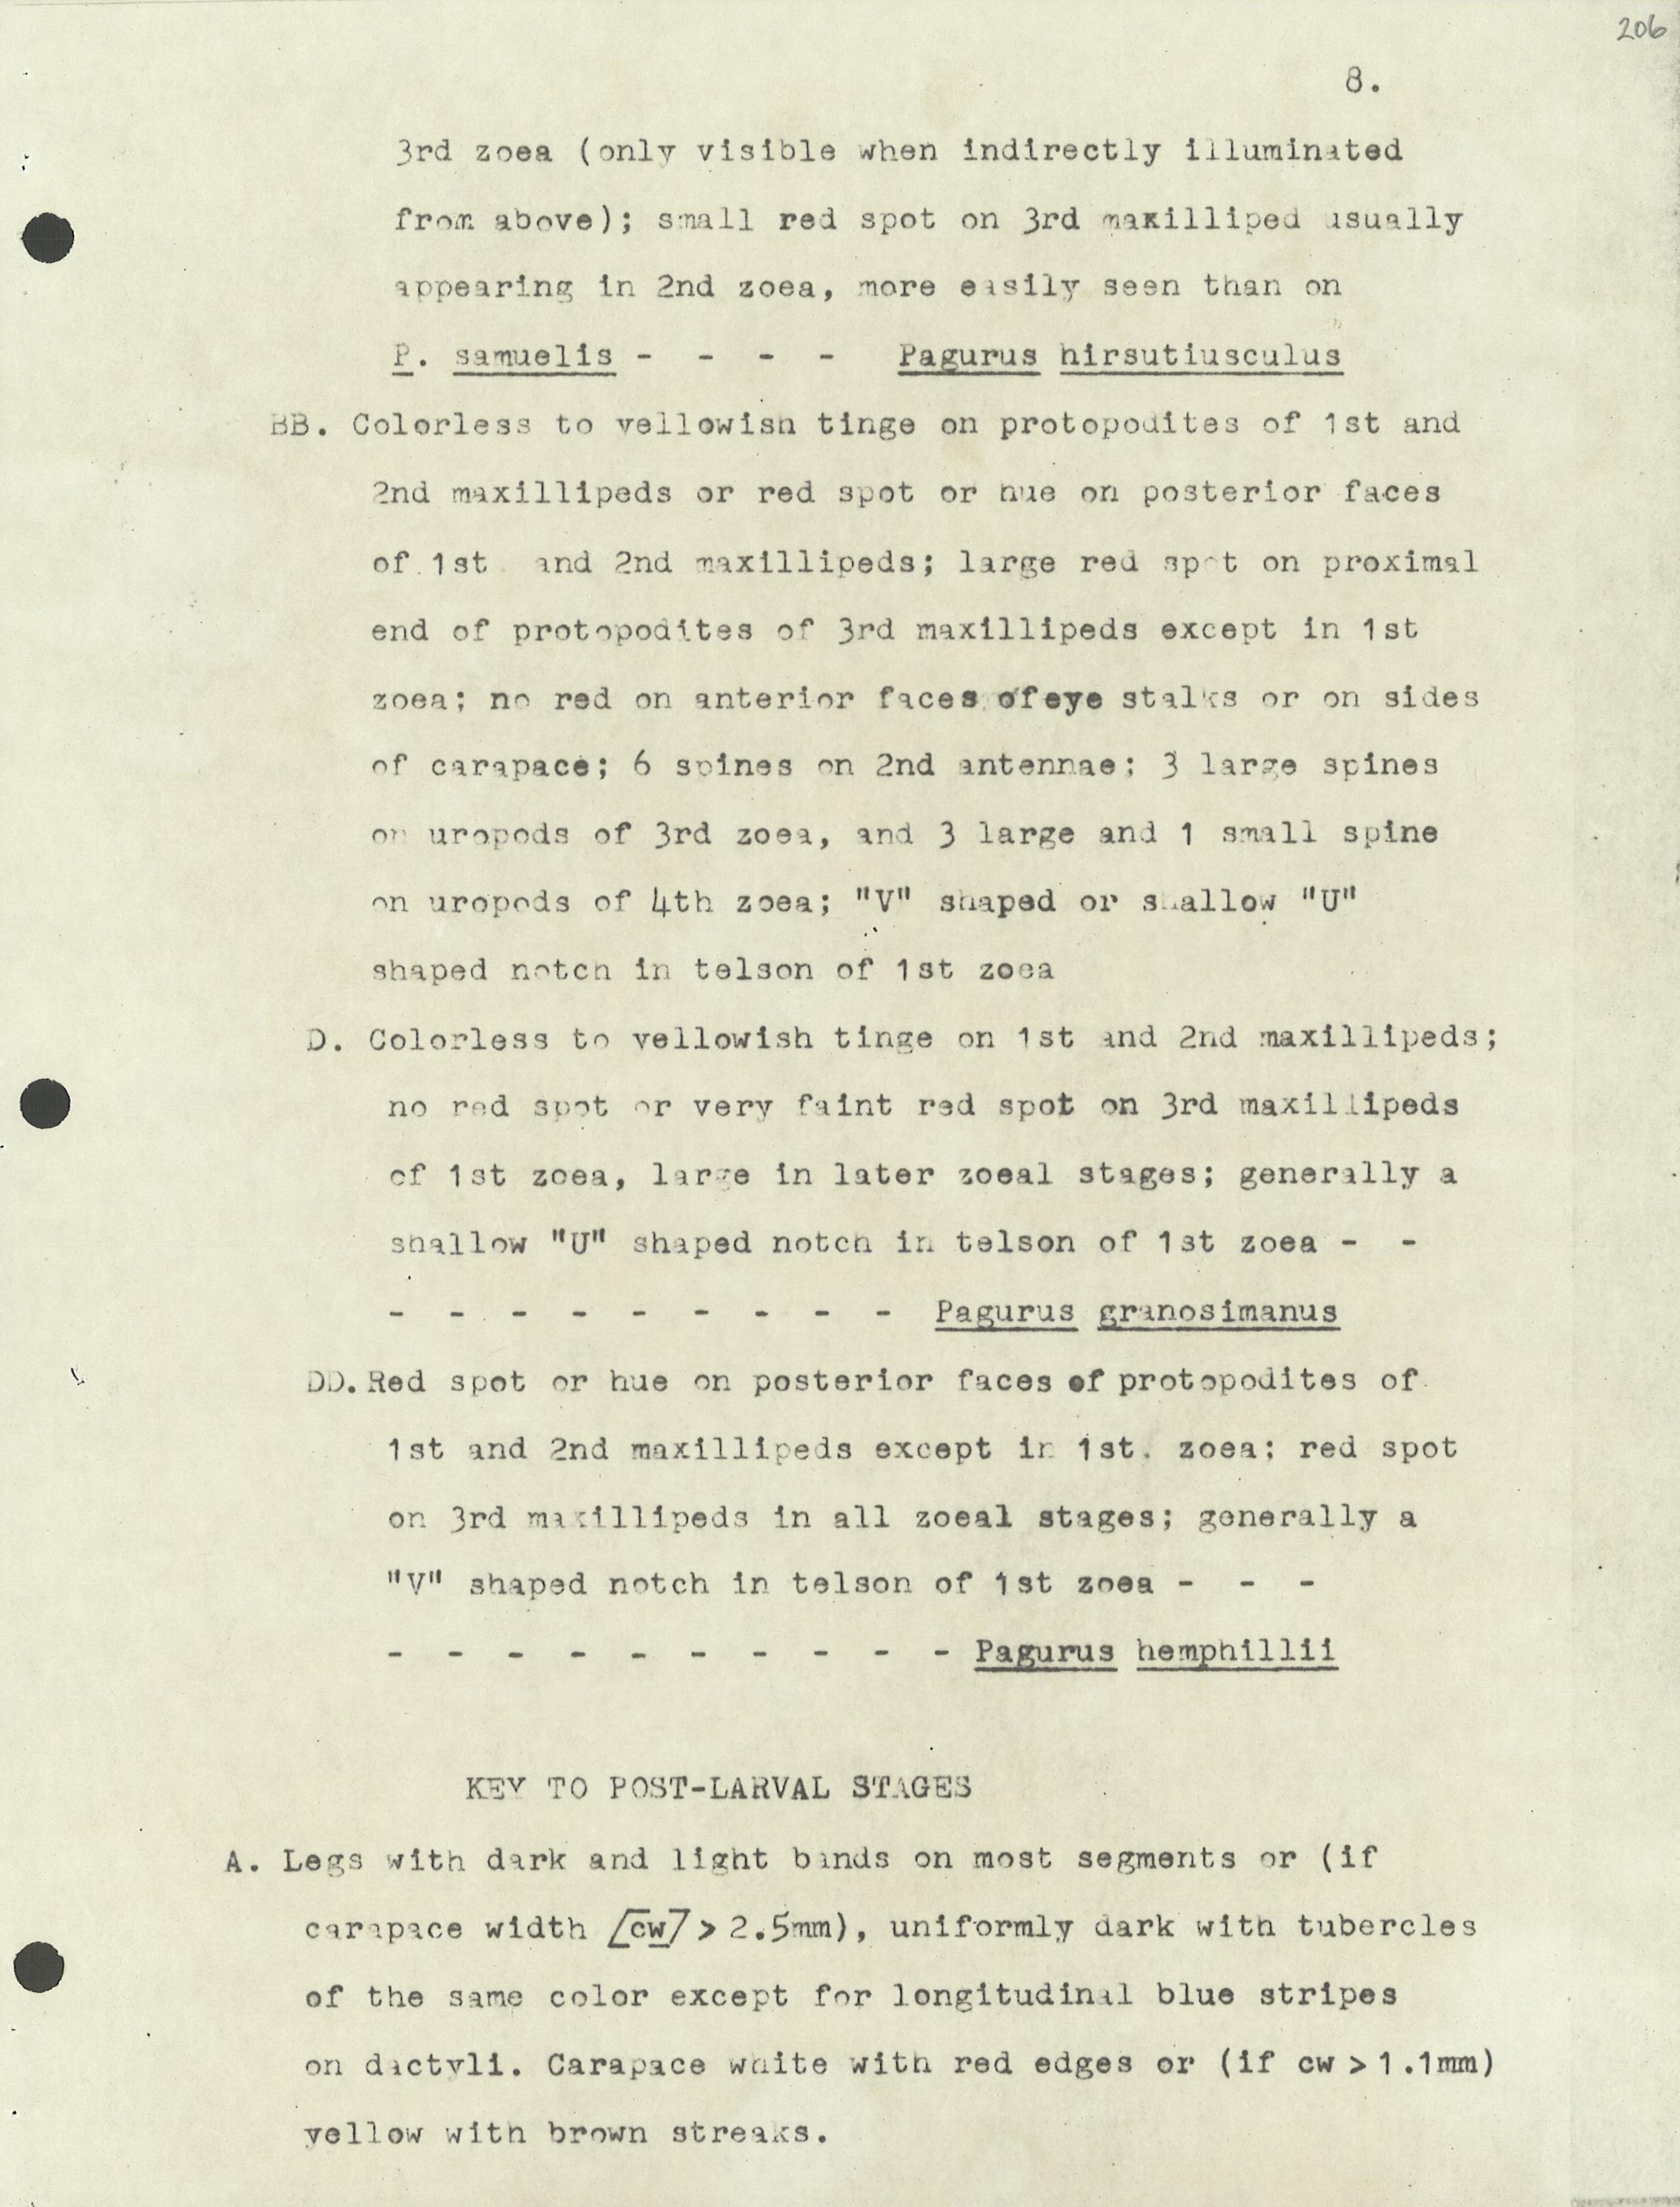 206
8.
3rd zoea (only visible when indirectly illuminated
from above); small red spot on 3rd maxilliped usually
appearing in 2nd zoea, more easily seen than on
P. samuelis - - - - Pagurus hirsutiusculus
BB. Colorless to yellowish tinge on protopodites of 1st and
2nd maxillipeds or red spot or hue on posterior faces
of 1st and 2nd maxillipeds; large red spot on proximal
end of protopodites of 3rd maxillipeds except in 1st
zoea; no red on anterior faces of eye stalks or on sides
of carapace; 6 spines on 2nd antennae; 3 large spines
on uropods of 3rd zoea, and 3 large and 1 small spine
on uropods of 4th zoea; "V" shaped or shallow "U"
shaped notch in telson of 1st zoea
D. Colorless to yellowish tinge on 1st and 2nd maxillipeds;
no red spot or very faint red spot on 3rd maxillipeds
of 1st zoea, large in later zoeal stages; generally a
shallow "U" shaped notch in telson of 1st zoea - -
- - - - - - - - - Pagurus granosimanus
DD. Red spot or hue on posterior faces of protopodites of
1st and 2nd maxillipeds except in 1st. zoea; red spot
on 3rd maxillipeds in all zoeal stages; generally a
"V" shaped notch in telson of 1st zoea - - -
- - - - - - - - - - Pagurus hemphillii
KEY TO POST-LARVAL STAGES
A. Legs with dark and light bands on most segments or (if
carapace width [cw] > 2.5mm), uniformly dark with tubercles
of the same color except for longitudinal blue stripes
on dactyli. Carapace white with red edges or (if cw > 1.1mm)
yellow with brown streaks.